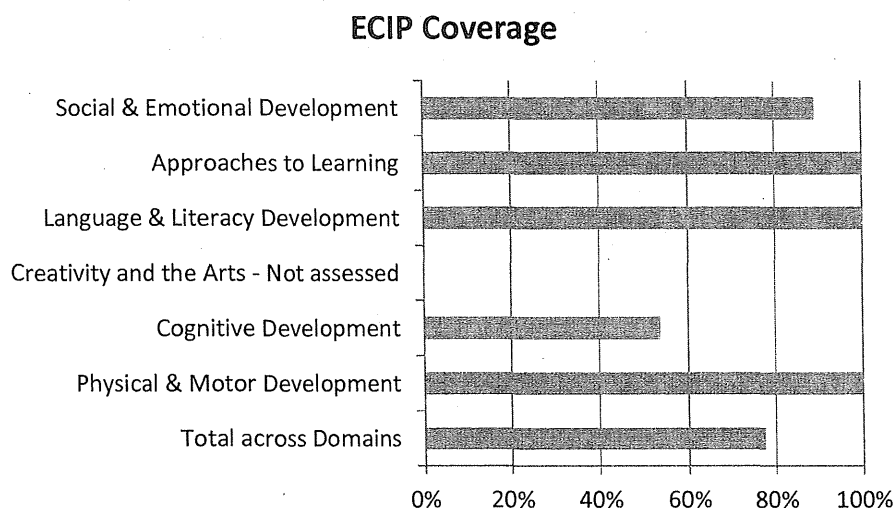 ECIP Coverage
Social & Emotional Development
Approaches to Learning
Language & Literacy Development
Creativity and the Arts - Not assessed
Cognitive Development
Physical & Motor Development
Total across Domains
0% 20% 40% 60% 80% 100%